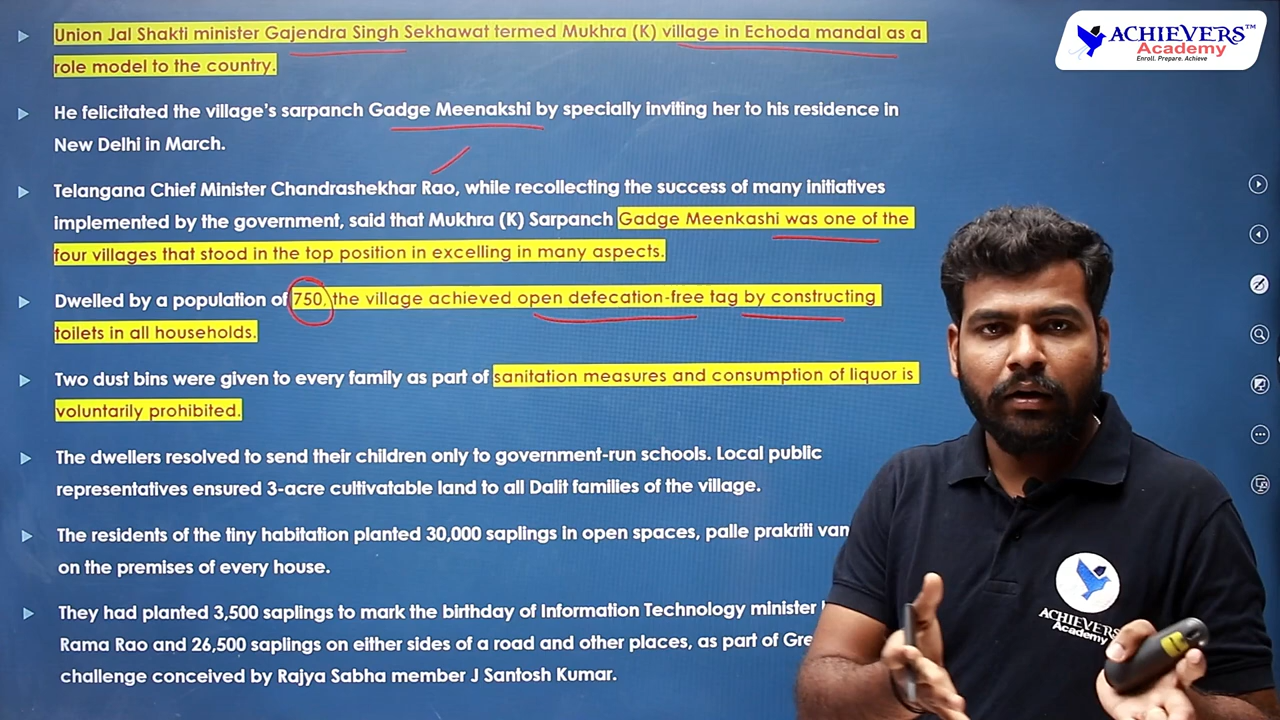 Union Jal Shakti minister Gajendra Singh Sekhawat termed Mukhra (K) village in Echoda mandal as a
role model to the country.
He felicitated the village's sarpanch Gadge Meenakshi by specially inviting her to his residence in
New Delhi in March.
Telangana Chief Minister Chandrashekhar Rao, while recollecting the success of many initiatives
implemented by the government, said that Mukhra (K) Sarpanch Gadge Meenkashi was one of the
four villages that stood in the top position in excelling in many aspects.
Dwelled by a population of 750, the village achieved open defecation-free tag by constructing
toilets in all households.
Two dust bins were given to every family as part of sanitation measures and consumption of liquor is
voluntarily prohibited.
The dwellers resolved to send their children only to government-run schools. Local public
representatives ensured 3-acre cultivatable land to all Dalit families of the village.
The residents of the tiny habitation planted 30,000 saplings in open spaces, palle prakriti van
on the premises of every house.
They had planted 3,500 saplings to mark the birthday of Information Technology minister
Rama Rao and 26,500 saplings on either sides of a road and other places, as part of Gre
challenge conceived by Rajya Sabha member J Santosh Kumar.
ACHIEVERS™
Academy
Enroll. Prepare. Achieve
ACHIEVERS
Academy